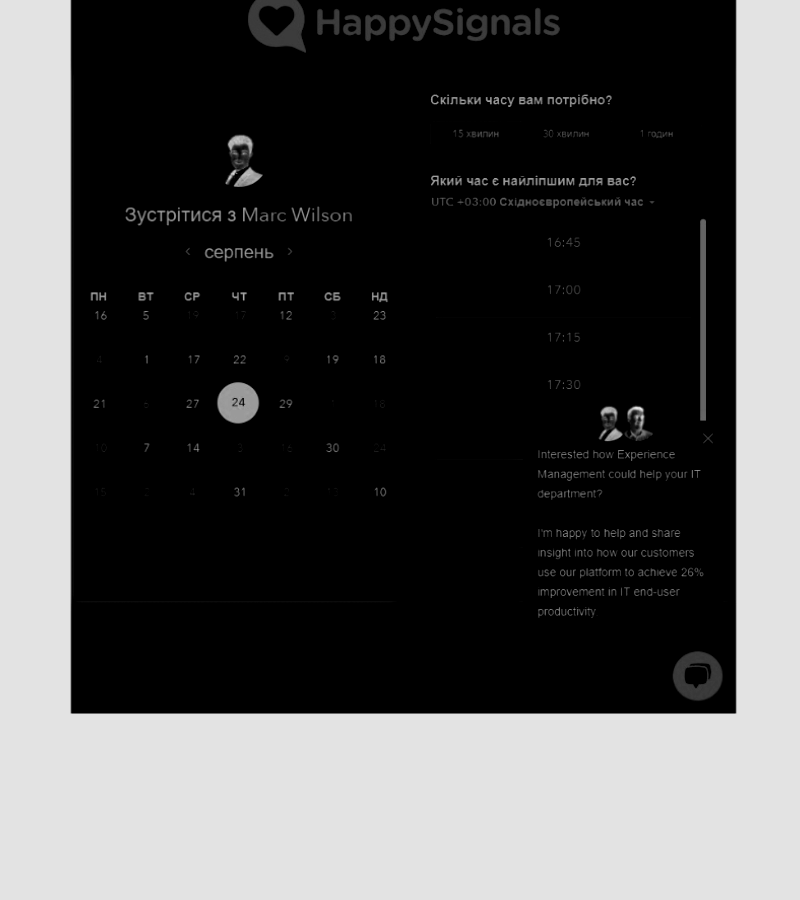 HappySignals
Зустрітися з Marc Wilson
серпень
ПН ВТ СР ЧТ ПТ СБ НД
16 5 19 17 12 3 23
4 1 17 22 9 19 18
21 6 27 24 29 1 16
10 7 14 3 16 30 24
15 2 4 31 2 13 10
Скільки часу вам потрібно?
15 хвилин 30 хвилин 1 годин
Який час є найліпшим для вас?
UTC +03:00 Східноєвропейський час
16:45
17:00
17:15
17:30
Interested how Experience
Management could help your IT
department?
I'm happy to help and share
insight into how our customers
use our platform to achieve 26%
improvement in IT end-user
productivity.